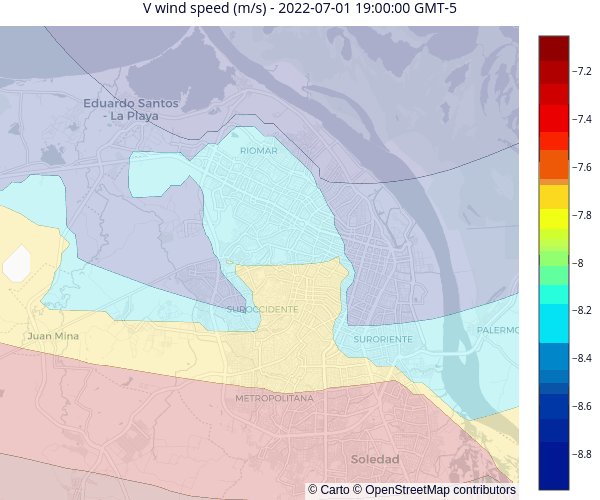 V wind speed (m/s) - 2022-07-01 19:00:00 GMT-5
Eduardo Santos
- La Playa
RIOMAR
SUROCCIDENTE
PALERMO
Juan Mina
SURORIENTE
METROPOLITANA
Soledad
© Carto © OpenStreetMap contributors
−7.2
−7.4
−7.6
−7.8
−8
−8.2
−8.4
−8.6
−8.8